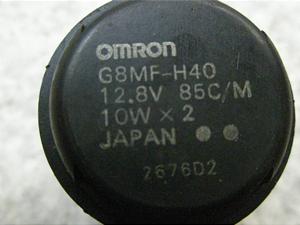 OMRON
G8MF-H40
12.8V 85C/M
10W × 2
JAPAN
2676D2